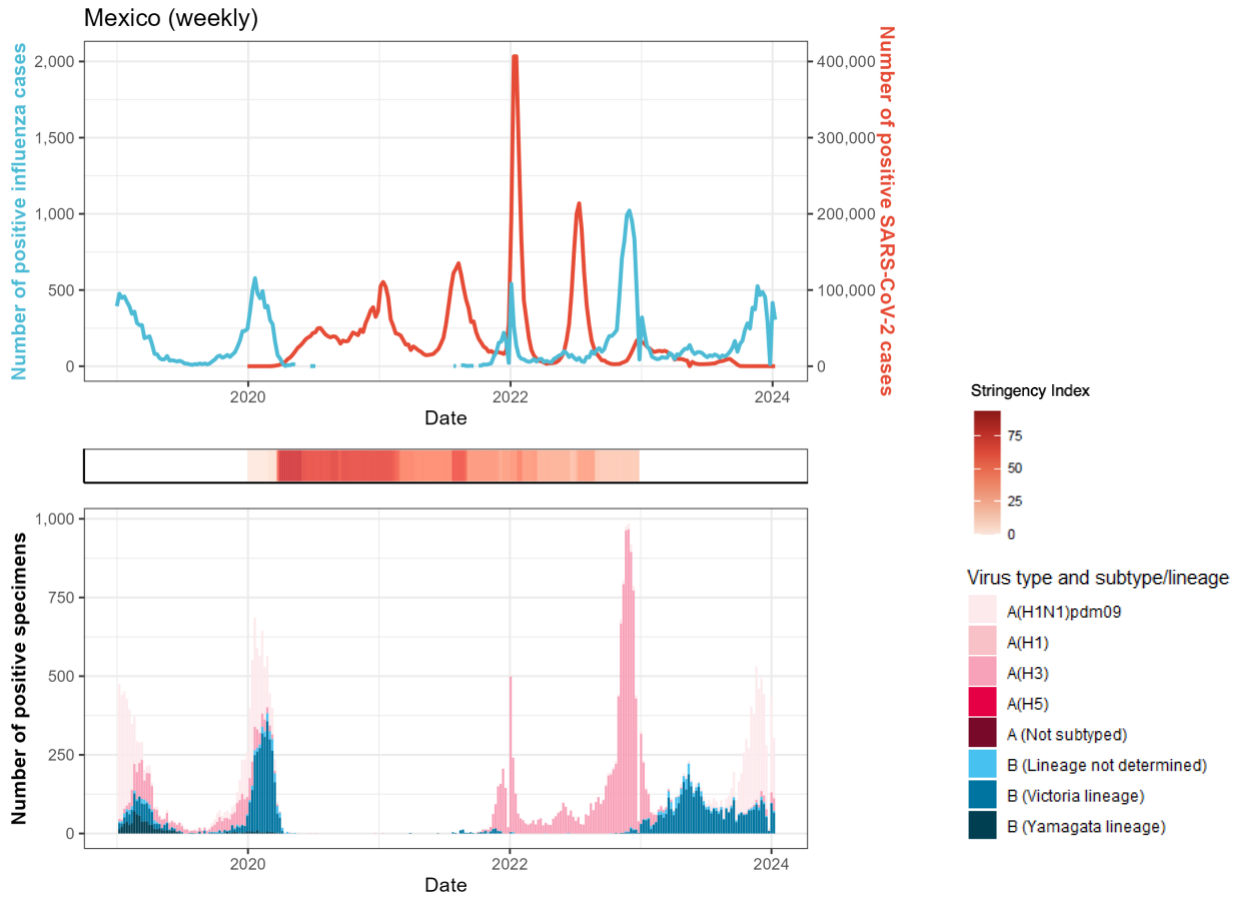 Mexico (weekly)
Number of positive influenza cases
2,000
1,500
1,000
500
0
400,000
300,000
200,000
100,000
0
Number of positive SARS-CoV-2 cases
2020
2022
2024
Date
Stringency Index
75
50
25
0
Number of positive specimens
1,000
750
500
250
0
2020
2022
2024
Date
Virus type and subtype/lineage
A(H1N1)pdm09
A(H1)
A(H3)
A(H5)
A (Not subtyped)
B (Lineage not determined)
B (Victoria lineage)
B (Yamagata lineage)